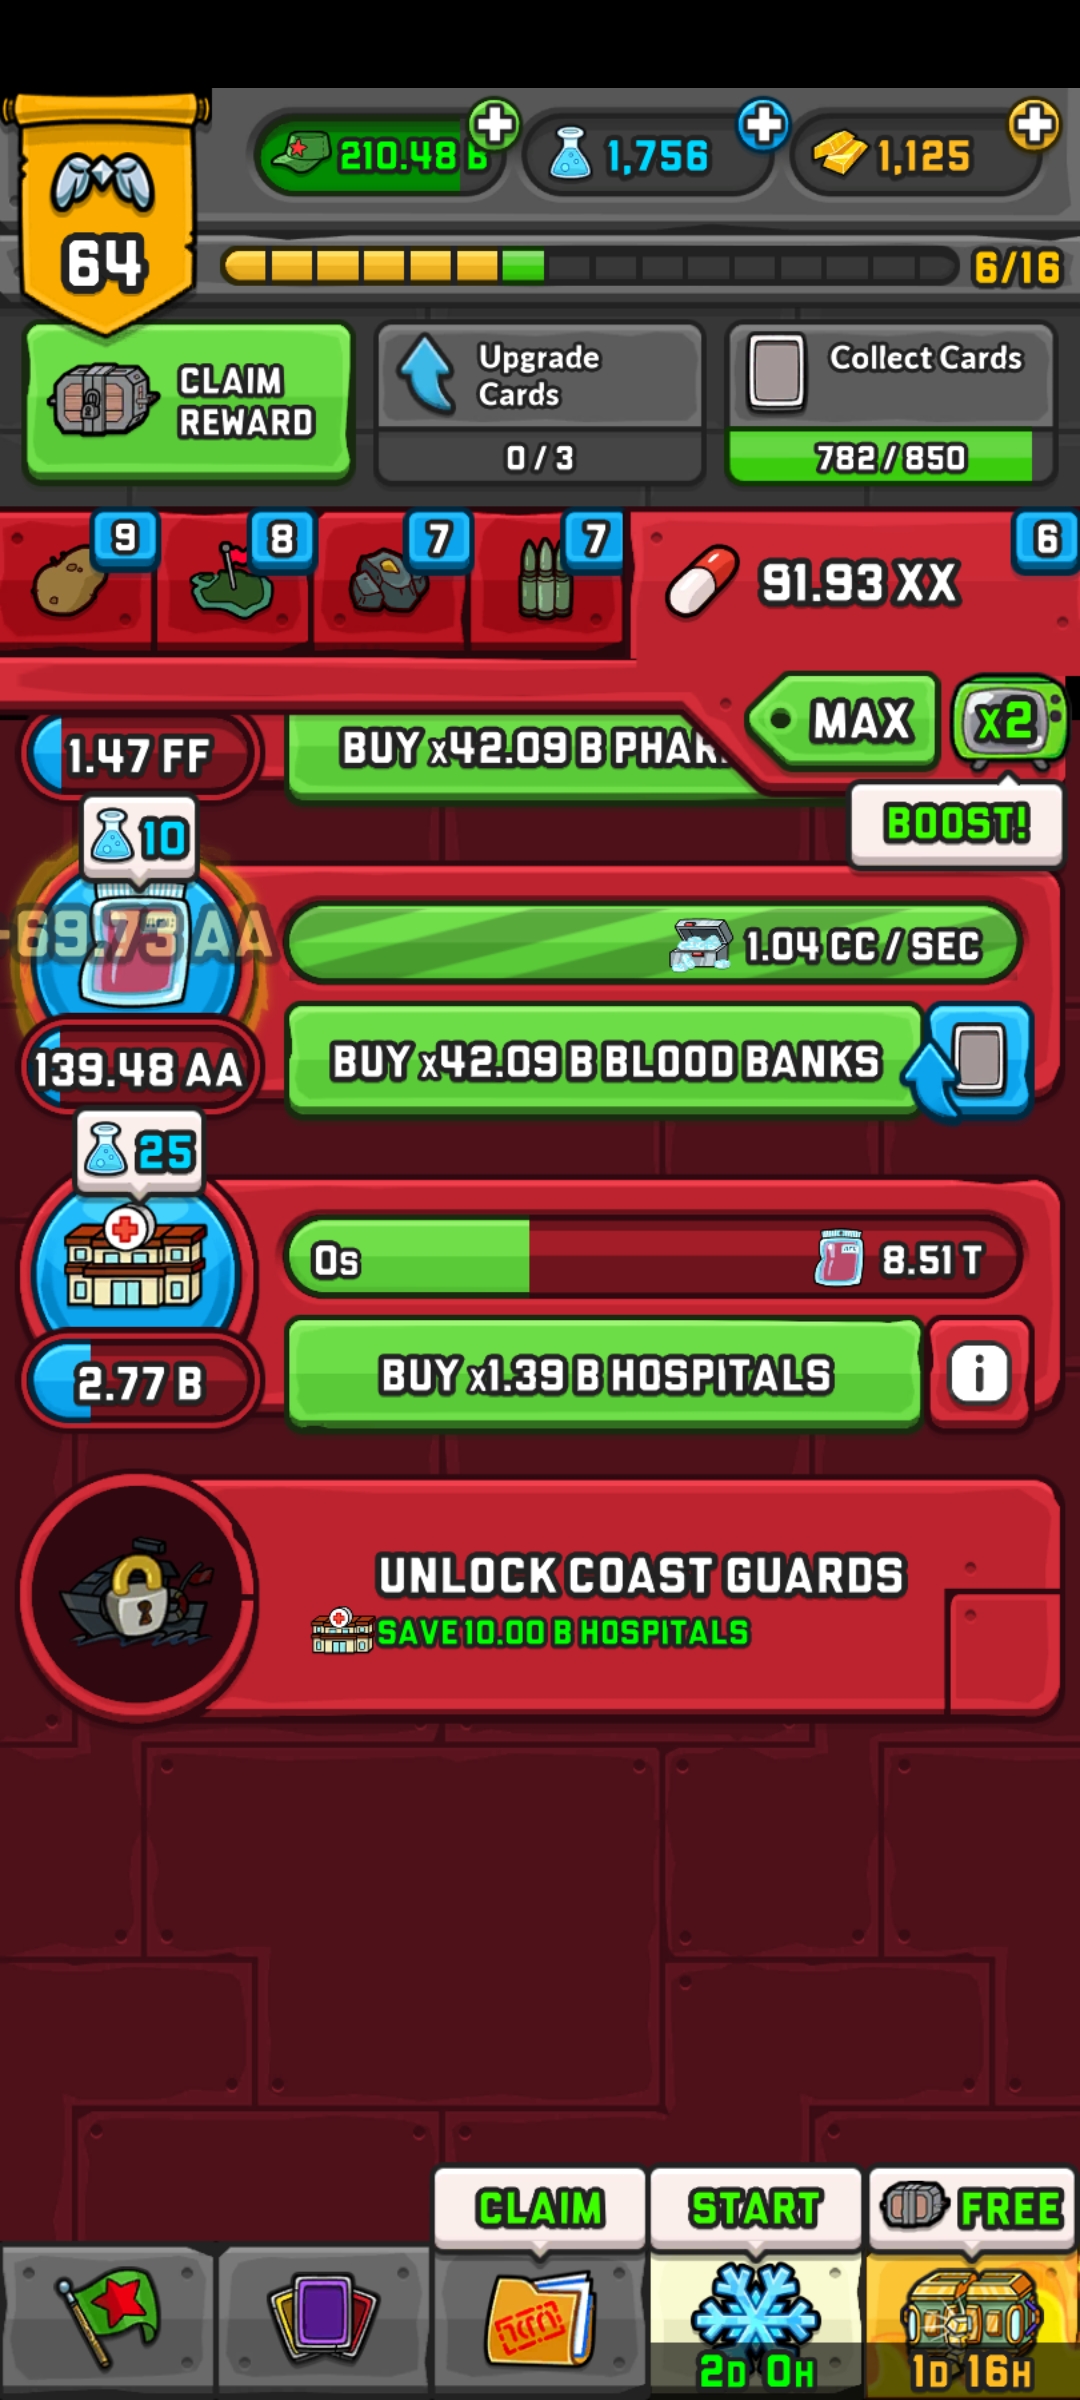 64
210.48 B
1,756
1,125
6/16
CLAIM
REWARD
Upgrade
Cards
0 / 3
Collect Cards
782 / 850
9
8
7
7
91.93 XX
6
MAX
x2
BOOST!
1.47 FF
BUY x42.09 B PHAR
10
-69.73 AA
1.04 CC / SEC
139.48 AA
BUY x42.09 B BLOOD BANKS
25
0s
8.51 T
2.77 B
BUY x1.39 B HOSPITALS
i
UNLOCK COAST GUARDS
SAVE 10.00 B HOSPITALS
CLAIM
START
FREE
2D 0H
1D 16H